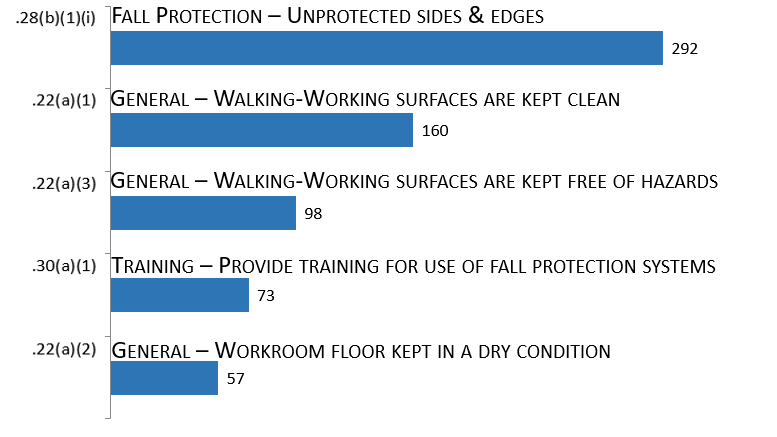 .28(b)(1)(i) Fall Protection – Unprotected sides & edges
292
.22(a)(1) General – Walking-Working surfaces are kept clean
160
.22(a)(3) General – Walking-Working surfaces are kept free of hazards
98
.30(a)(1) Training – Provide training for use of fall protection systems
73
.22(a)(2) General – Workroom floor kept in a dry condition
57